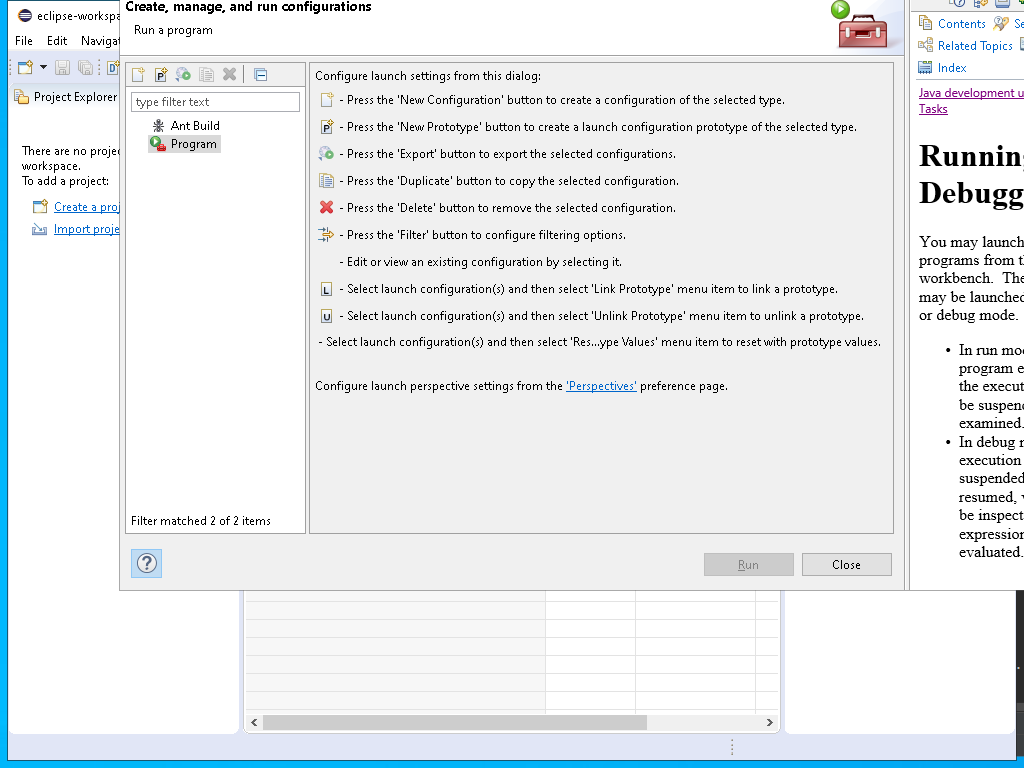 eclipse-workspa
File Edit Navigat
Project Explorer
There are no projec
workspace.
To add a project:
Create a proj
Import proje
Create, manage, and run configurations
Run a program
type filter text
Ant Build
Program
Filter matched 2 of 2 items
Configure launch settings from this dialog:
- Press the 'New Configuration' button to create a configuration of the selected type.
- Press the 'New Prototype' button to create a launch configuration prototype of the selected type.
- Press the 'Export' button to export the selected configurations.
- Press the 'Duplicate' button to copy the selected configuration.
- Press the 'Delete' button to remove the selected configuration.
- Press the 'Filter' button to configure filtering options.
- Edit or view an existing configuration by selecting it.
L - Select launch configuration(s) and then select 'Link Prototype' menu item to link a prototype.
U - Select launch configuration(s) and then select 'Unlink Prototype' menu item to unlink a prototype.
- Select launch configuration(s) and then select 'Res...ype Values' menu item to reset with prototype values.
Configure launch perspective settings from the 'Perspectives' preference page.
?
Run
Close
Contents Se
Related Topics
Index
Java development u
Tasks
Running
Debugg
You may launch
programs from th
workbench. The
may be launched
or debug mode.
• In run mod
program e
the execut
be suspend
examined.
• In debug m
execution
suspended
resumed, v
be inspect
expression
evaluated.